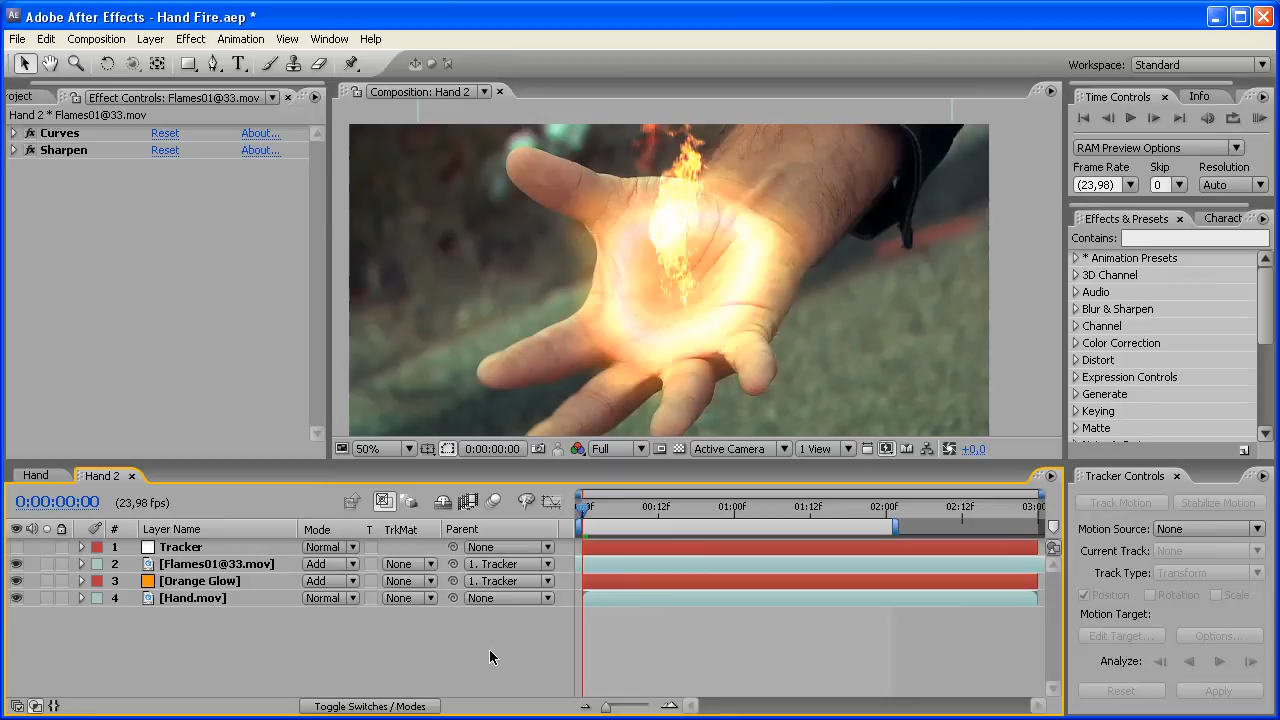 Adobe After Effects - Hand Fire.aep *
File Edit Composition Layer Effect Animation View Window Help
Workspace: Standard
roject Effect Controls: Flames01@33.mov
Hand 2 * Flames01@33.mov
Curves Reset About...
Sharpen Reset About...
Composition: Hand 2
50% 0:00:00:00 Full Active Camera 1 View +0,0
Time Controls Info
RAM Preview Options
Frame Rate Skip Resolution
(23,98) 0 Auto
Effects & Presets Charact
Contains:
* Animation Presets
3D Channel
Audio
Blur & Sharpen
Channel
Color Correction
Distort
Expression Controls
Generate
Keying
Matte
Hand Hand 2
0:00:00:00 (23,98 fps)
00:12F 01:00F 01:12F 02:00F 02:12F
# Layer Name Mode T TrkMat Parent
1 Tracker Normal None
2 [Flames01@33.mov] Add None 1. Tracker
3 [Orange Glow] Add None 1. Tracker
4 [Hand.mov] Normal None None
Toggle Switches / Modes
Tracker Controls
Track Motion Stabilize Motion
Motion Source: None
Current Track: None
Track Type: Transform
Position Rotation Scale
Motion Target:
Edit Target... Options...
Analyze:
Reset Apply